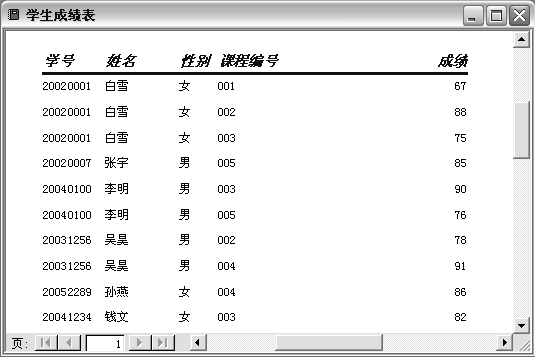 学生成绩表
学号 姓名 性别 课程编号 成绩
20020001 白雪 女 001 67
20020001 白雪 女 002 88
20020001 白雪 女 003 75
20020007 张宇 男 005 85
20040100 李明 男 003 90
20040100 李明 男 005 76
20031256 吴昊 男 002 78
20031256 吴昊 男 004 91
20052289 孙燕 女 004 86
20041234 钱文 女 003 82
页: 1